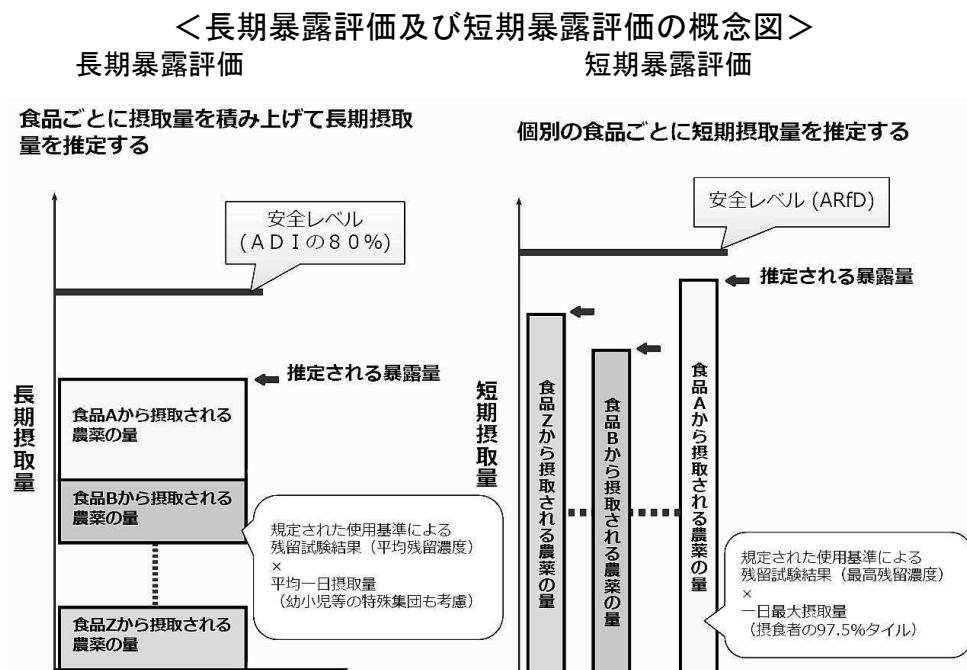 ＜長期暴露評価及び短期暴露評価の概念図＞
長期暴露評価
食品ごとに摂取量を積み上げて長期摂取
量を推定する
安全レベル
(ＡＤＩの８０%)
推定される暴露量
長期摂取量
食品Aから摂取される
農薬の量
食品Bから摂取される
農薬の量
規定された使用基準による
残留試験結果（平均残留濃度）
×
平均一日摂取量
（幼小児等の特殊集団も考慮）
食品Zから摂取される
農薬の量
短期暴露評価
個別の食品ごとに短期摂取量を推定する
安全レベル (ARfD)
推定される暴露量
短期摂取量
食品Zから摂取される農薬の量
食品Bから摂取される農薬の量
食品Aから摂取される農薬の量
規定された使用基準による
残留試験結果（最高残留濃度）
×
一日最大摂取量
（摂食者の97.5%タイル）